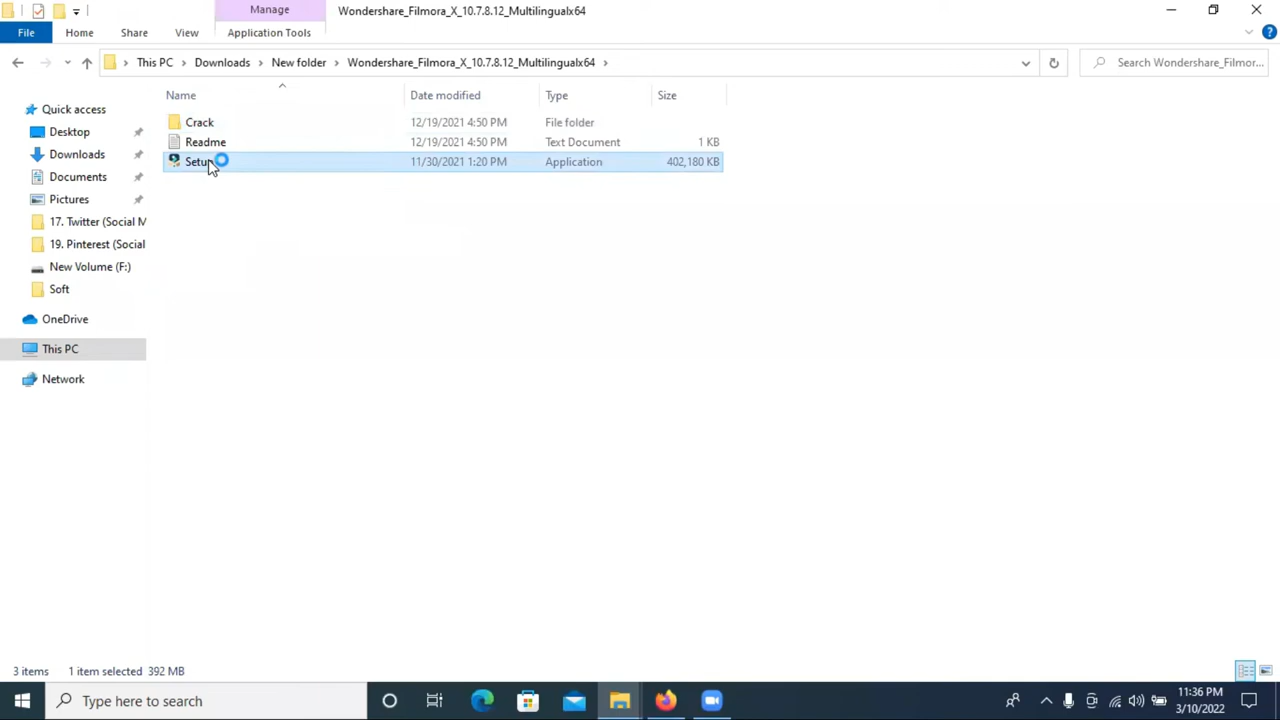 Manage
Wondershare_Filmora_X_10.7.8.12_Multilingualx64
File
Home
Share
View
Application Tools
This PC
Downloads
New folder
Wondershare_Filmora_X_10.7.8.12_Multilingualx64
Search Wondershare_Filmor...
Name
Date modified
Type
Size
Quick access
Desktop
Downloads
Documents
Pictures
17. Twitter (Social M
19. Pinterest (Social
New Volume (F:)
Soft
OneDrive
This PC
Network
Crack 12/19/2021 4:50 PM File folder
Readme 12/19/2021 4:50 PM Text Document 1 KB
Setup 11/30/2021 1:20 PM Application 402,180 KB
3 items 1 item selected 392 MB
Type here to search
11:36 PM
3/10/2022